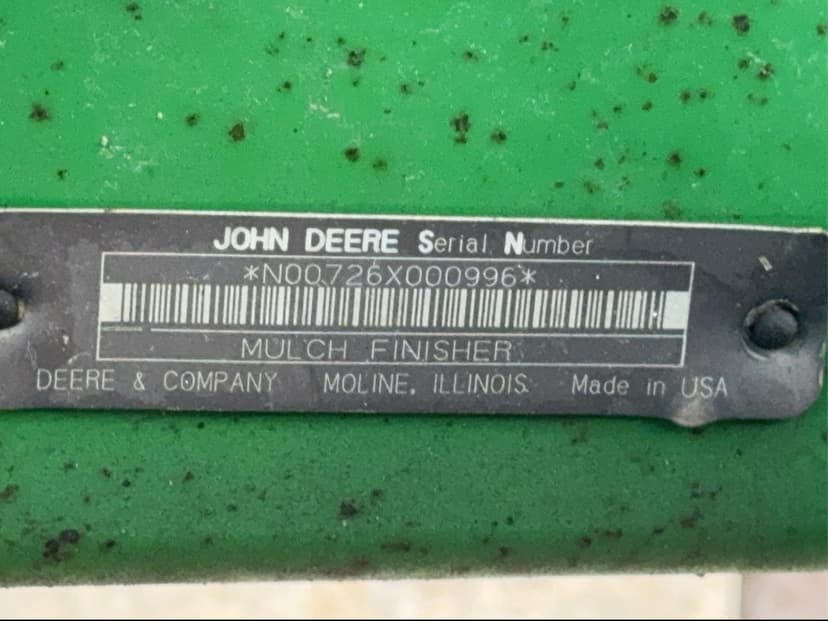 JOHN DEERE Serial Number
*N00726X000996*
MULCH FINISHER
DEERE & COMPANY MOLINE, ILLINOIS Made in USA